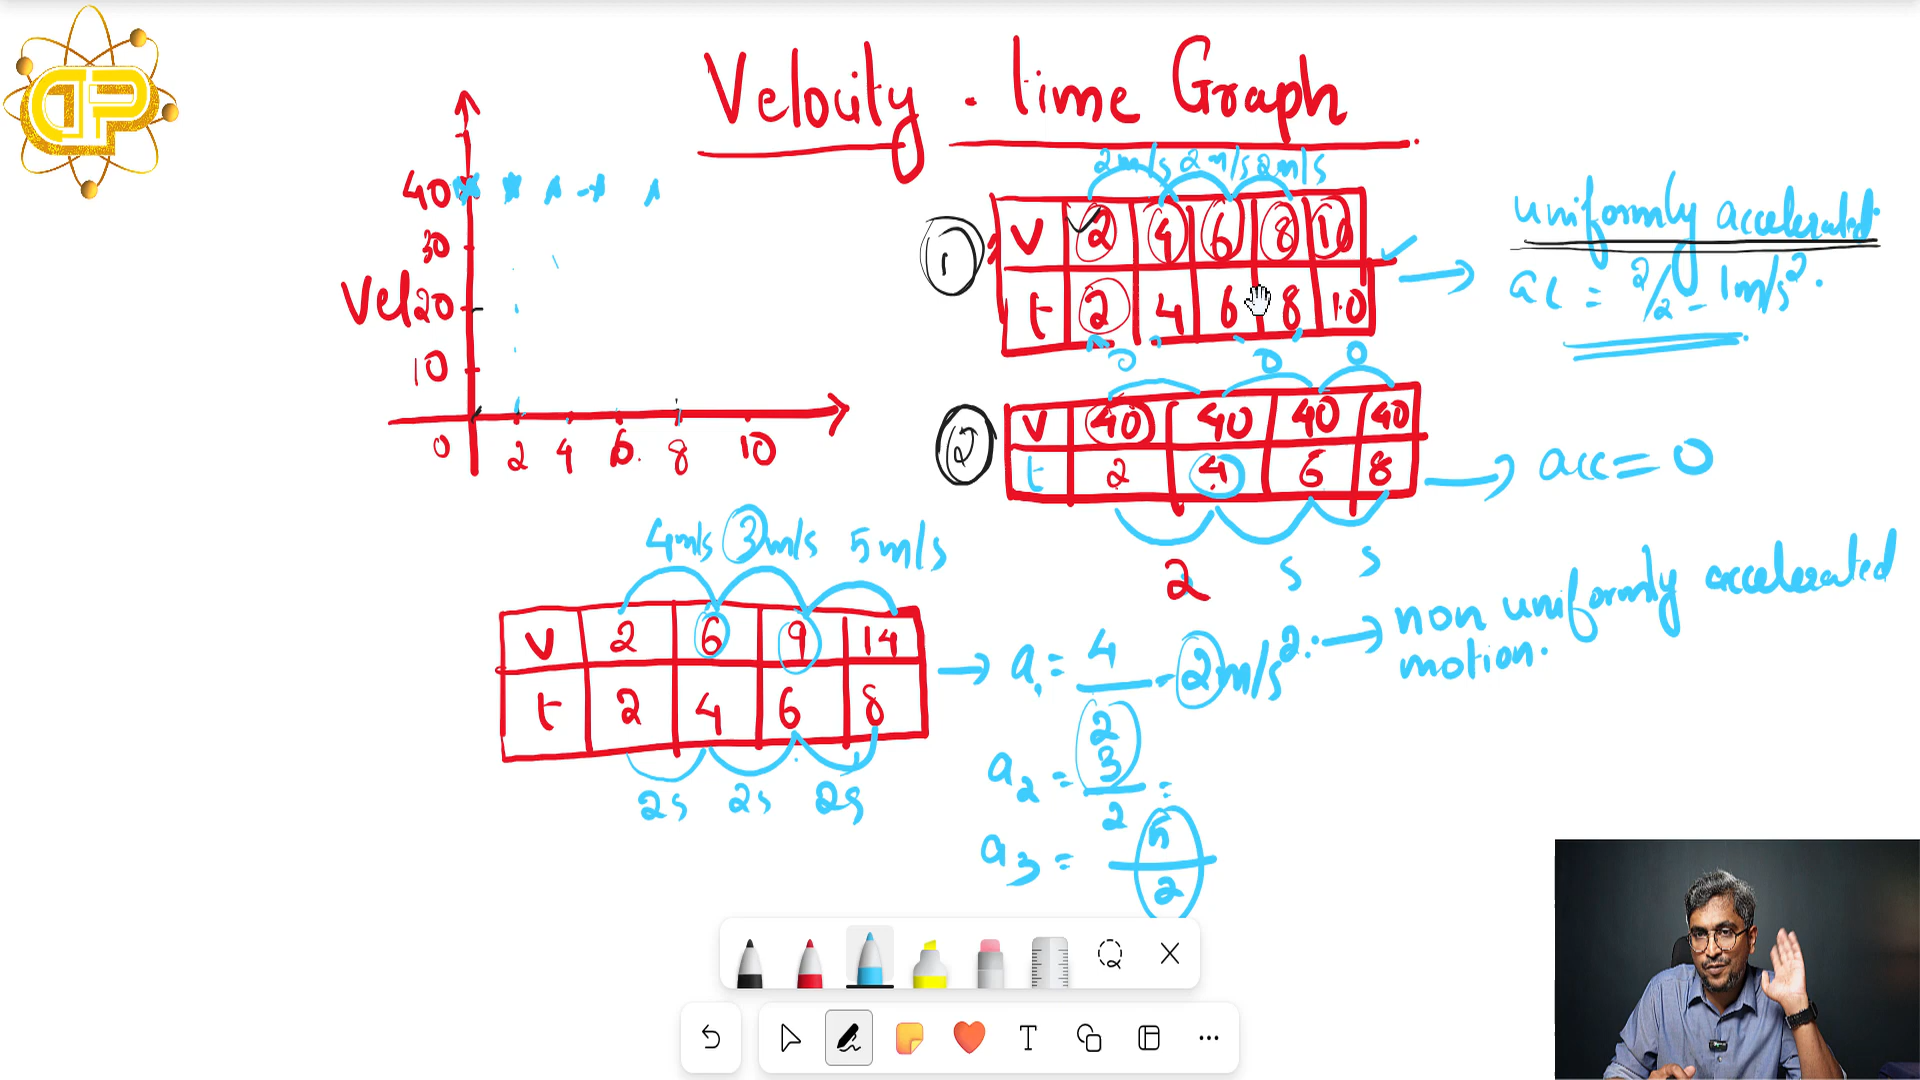 DP
Velocity - time Graph
40
30
Vel 20
10
0 2 4 6. 8 10
2m/s 2m/s 2m/s
1
V 2 4 6 8 10
t 2 4 6 8 10
uniformly accelerated.
ac = 2/2 - 1m/s².
0 0 0
2
V 40 40 40 40
t 2 4 6 8
acc = 0
2 s s
4m/s 3m/s 5m/s
V 2 6 9 14
t 2 4 6 8
2s 2s 2s
a₁ = 4/2 - 2m/s².
non uniformly accelerated
motion.
a2 = 3/2 =
a3 = 5/2
T